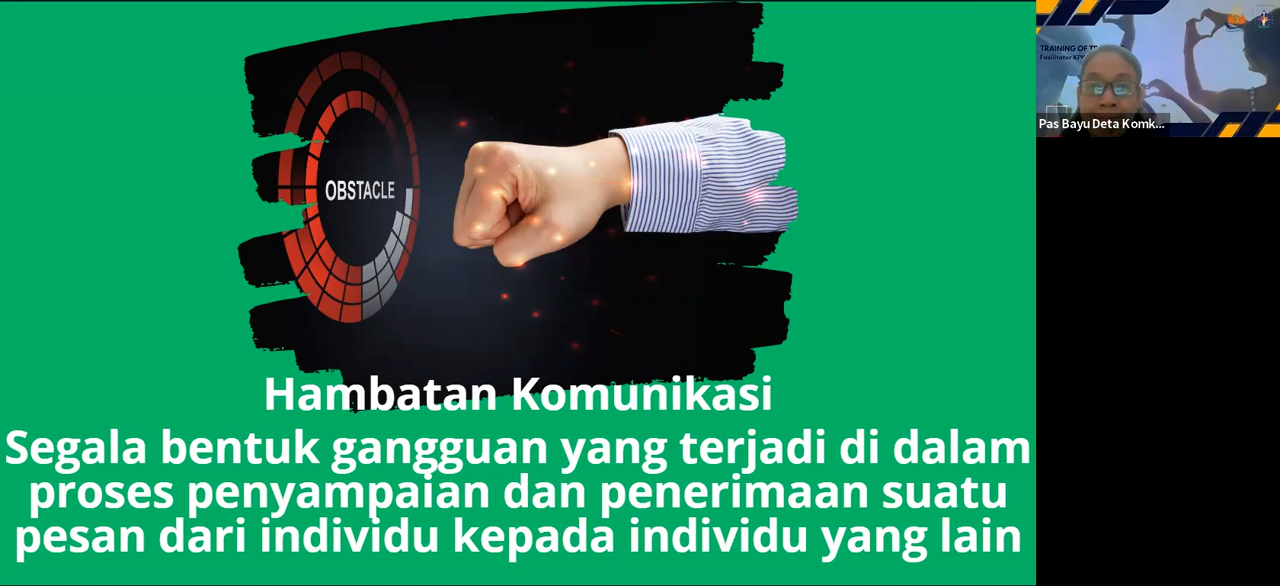 OBSTACLE
Hambatan Komunikasi
Segala bentuk gangguan yang terjadi di dalam
proses penyampaian dan penerimaan suatu
pesan dari individu kepada individu yang lain
TRAINING OF
Fasilitator
Pas Bayu Deta Komk...